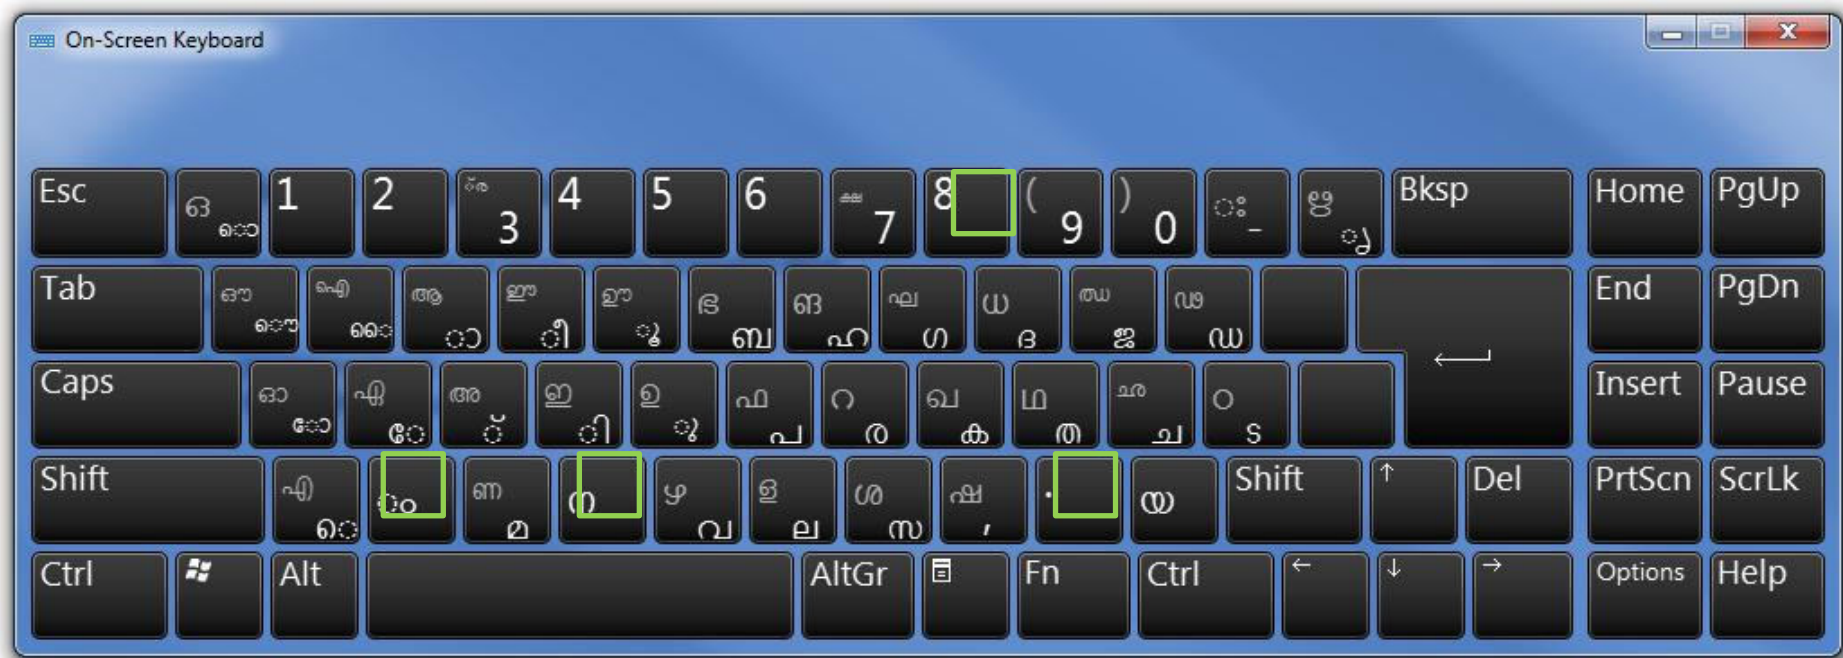 On-Screen Keyboard
Esc ഒ ൊ 1 2 ്ര 3 4 5 6 ക്ഷ 7 8 ( 9 ) 0 ഃ - ഋ ൃ Bksp Home PgUp
Tab ഔ ൌ ഐ ൈ ആ ാ ഈ ീ ഊ ൂ ഭ ബ ങ ഹ ഘ ഗ ധ ദ ഝ ജ ഢ ഡ End PgDn
Caps ഓ ോ ഏ േ അ ് ഇ ി ഉ ു ഫ പ റ ര ഖ ക ഥ ത ഛ ച ഠ ട ← Insert Pause
Shift എ െ ം ണ മ ന ഴ വ ള ല ശ സ ഷ , . യ Shift ↑ Del PrtScn ScrLk
Ctrl Alt AltGr Fn Ctrl ← ↓ → Options Help